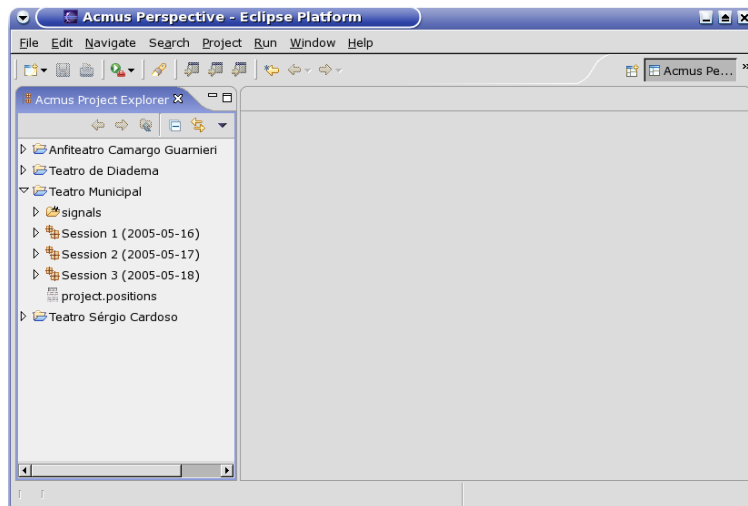 Acmus Perspective - Eclipse Platform
File Edit Navigate Search Project Run Window Help
Acmus Pe... »
Acmus Project Explorer
Anfiteatro Camargo Guarnieri
Teatro de Diadema
Teatro Municipal
signals
Session 1 (2005-05-16)
Session 2 (2005-05-17)
Session 3 (2005-05-18)
project.positions
Teatro Sérgio Cardoso